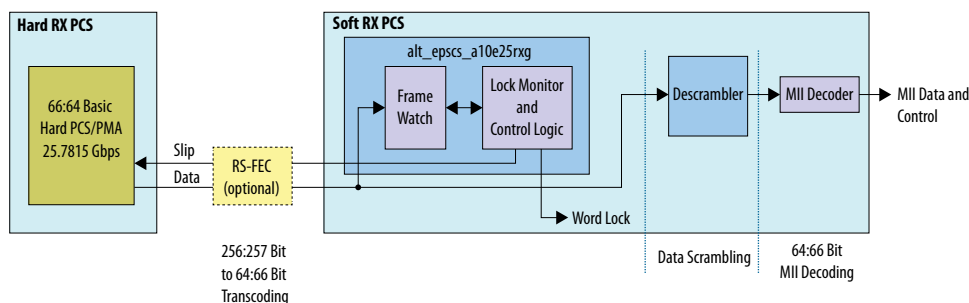 Hard RX PCS
Soft RX PCS
alt_epscs_a10e25rxg
66:64 Basic
Hard PCS/PMA
25.7815 Gbps
Slip
Data
RS-FEC
(optional)
Frame
Watch
Lock Monitor
and
Control Logic
Word Lock
Descrambler
MII Decoder
MII Data and
Control
256:257 Bit
to 64:66 Bit
Transcoding
Data Scrambling
64:66 Bit
MII Decoding